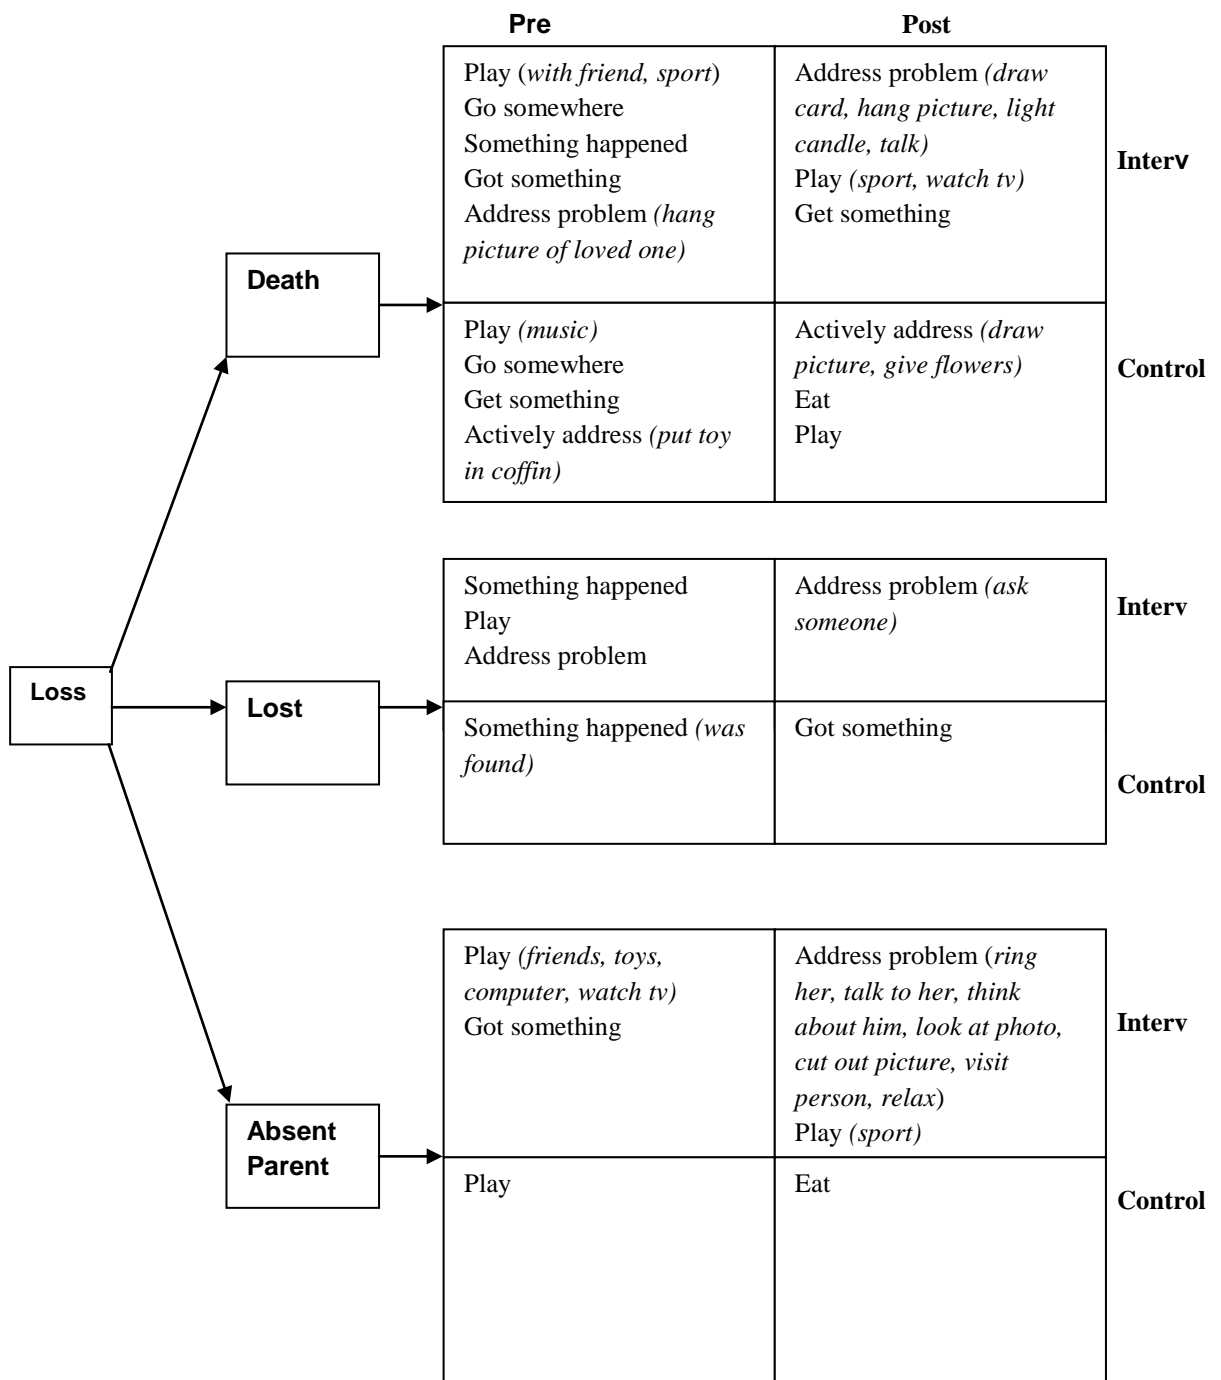 Pre
Post
Play (with friend, sport)
Go somewhere
Something happened
Got something
Address problem (hang
picture of loved one)
Address problem (draw
card, hang picture, light
candle, talk)
Play (sport, watch tv)
Get something
Interv
Death
Play (music)
Go somewhere
Get something
Actively address (put toy
in coffin)
Actively address (draw
picture, give flowers)
Eat
Play
Control
Something happened
Play
Address problem
Address problem (ask
someone)
Interv
Loss
Lost
Something happened (was
found)
Got something
Control
Play (friends, toys,
computer, watch tv)
Got something
Address problem (ring
her, talk to her, think
about him, look at photo,
cut out picture, visit
person, relax)
Play (sport)
Interv
Absent
Parent
Play
Eat
Control